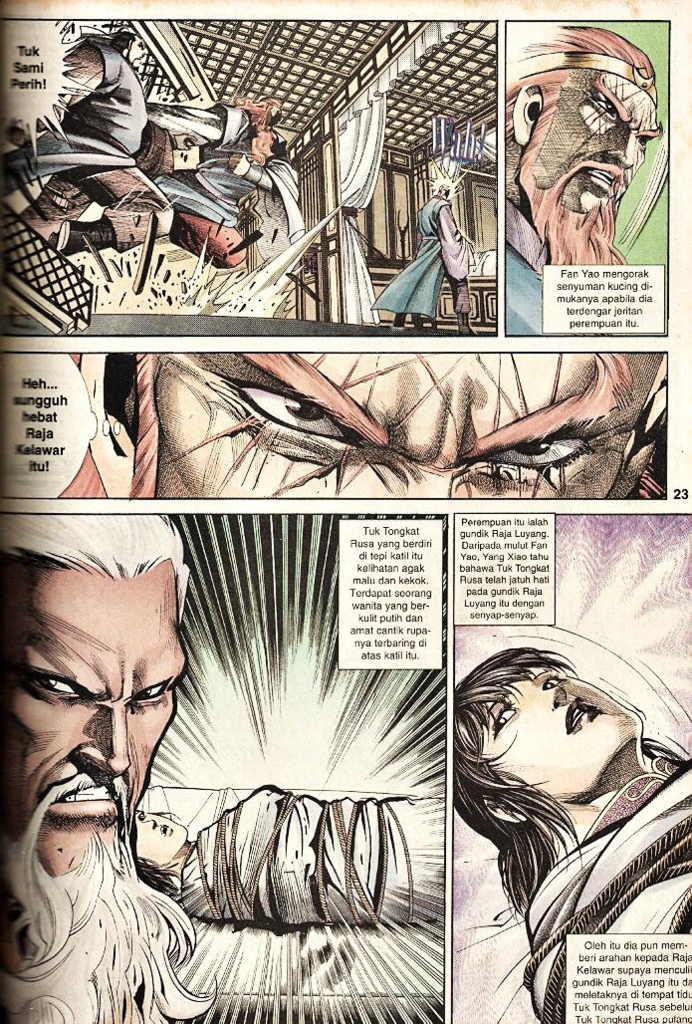 Tuk
Sami
Perih!
Wah!
Fan Yao mengorak
senyuman kucing di-
mukanya apabila dia
terdengar jeritan
perempuan itu.
Heh...
sungguh
hebat
Raja
Kelawar
itu!
23
Tuk Tongkat
Rusa yang berdiri
di tepi katil itu
kelihatan agak
malu dan kekok.
Terdapat seorang
wanita yang ber-
kulit putih dan
amat cantik rupa-
nya terbaring di
atas katil itu.
Perempuan itu ialah
gundik Raja Luyang.
Daripada mulut Fan
Yao, Yang Xiao tahu
bahawa Tuk Tongkat
Rusa telah jatuh hati
pada gundik Raja
Luyang itu dengan
senyap-senyap.
Oleh itu dia pun mem-
beri arahan kepada Raja
Kelawar supaya menculi
gundik Raja Luyang itu da
meletaknya di tempat tidu
Tuk Tongkat Rusa sebelu
Tuk Tongkat Rusa pulang